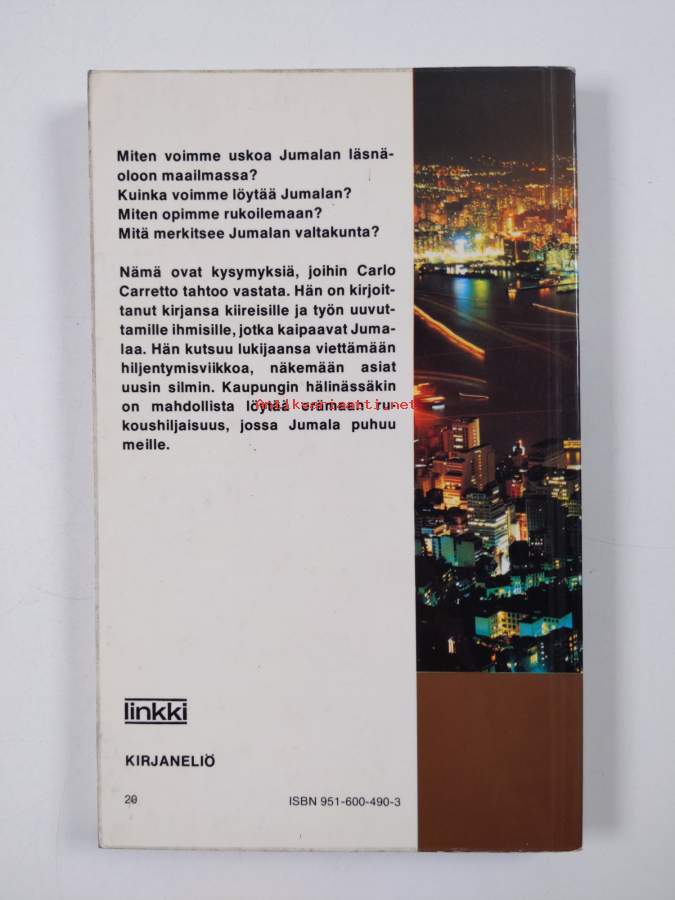 Miten voimme uskoa Jumalan läsnä-
oloon maailmassa?
Kuinka voimme löytää Jumalan?
Miten opimme rukoilemaan?
Mitä merkitsee Jumalan valtakunta?
Nämä ovat kysymyksiä, joihin Carlo
Carretto tahtoo vastata. Hän on kirjoit-
tanut kirjansa kiireisille ja työn uuvut-
tamille ihmisille, jotka kaipaavat Juma-
laa. Hän kutsuu lukijaansa viettämään
hiljentymisviikkoa, näkemään asiat
uusin silmin. Kaupungin hälinässäkin
on mahdollista löytää erämaan ru-
koushiljaisuus, jossa Jumala puhuu
meille.
Antikvariaatti.net
linkki
KIRJANELIÖ
20 ISBN 951-600-490-3